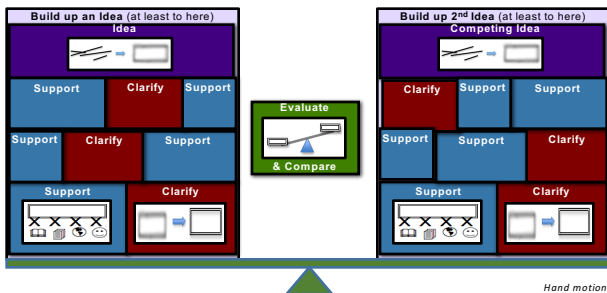 Build up an Idea (at least to here)
Idea
Support Clarify Support
Support Clarify Support
Support Clarify
Evaluate
& Compare
Build up 2nd Idea (at least to here)
Competing Idea
Clarify Support Support
Support Support Clarify
Support Clarify
Hand motion